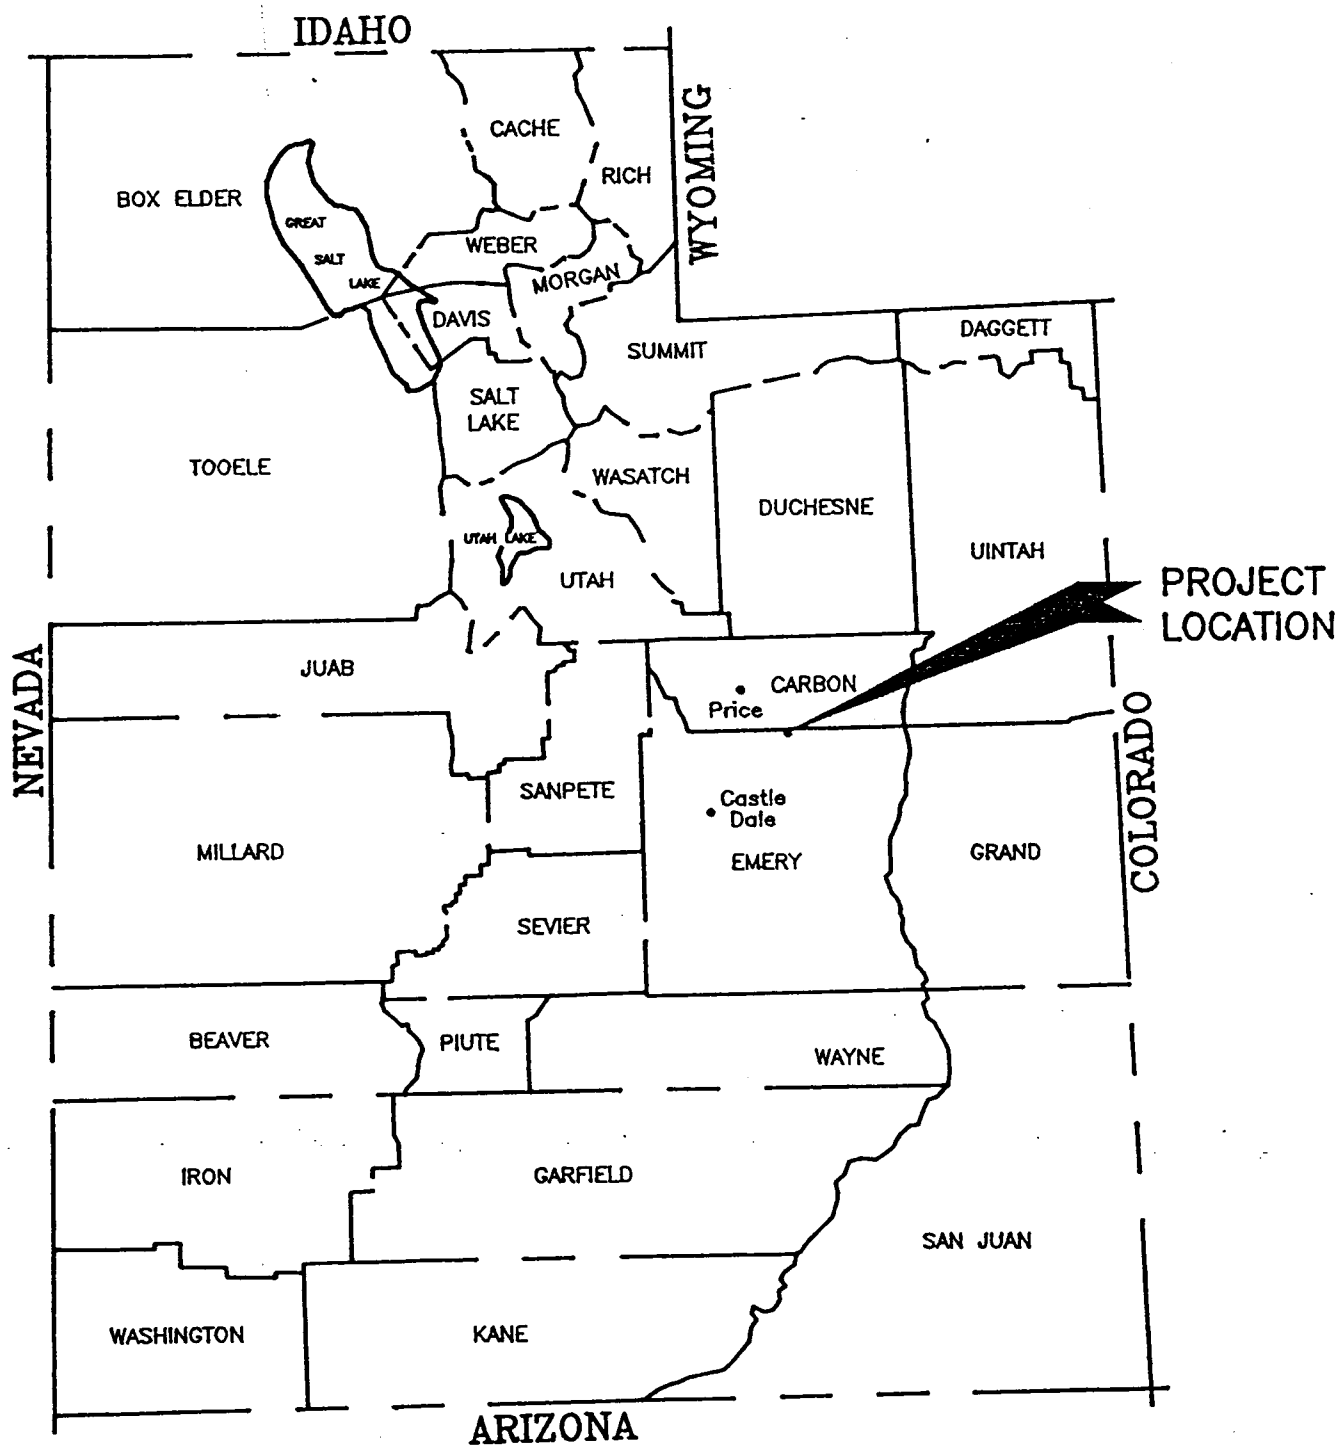 IDAHO
WYOMING
CACHE
RICH
BOX ELDER
GREAT
SALT
LAKE
WEBER
MORGAN
DAVIS
DAGGETT
SUMMIT
SALT
LAKE
TOOELE
WASATCH
DUCHESNE
UTAH LAKE
UINTAH
UTAH
PROJECT
LOCATION
NEVADA
JUAB
CARBON
Price
COLORADO
SANPETE
Castle
Dale
MILLARD
EMERY
GRAND
SEVIER
BEAVER
PIUTE
WAYNE
IRON
GARFIELD
SAN JUAN
WASHINGTON
KANE
ARIZONA